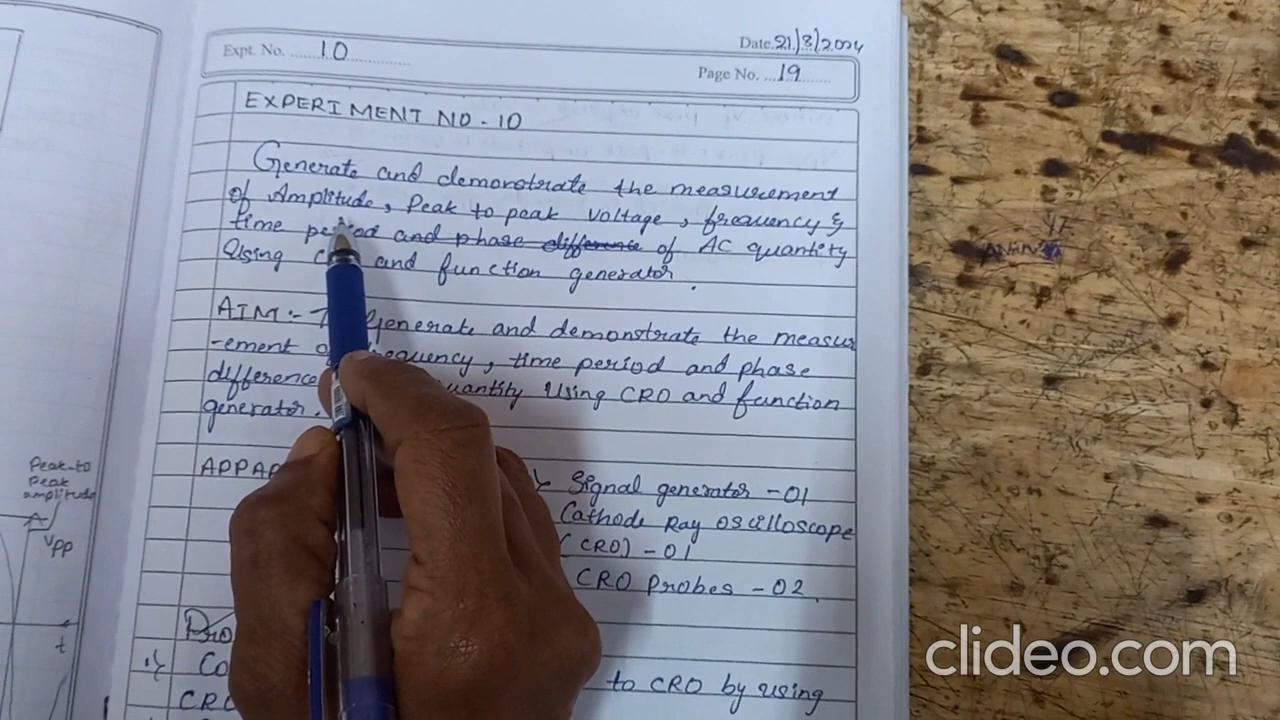 Date. 21/8/2024
Expt. No. 10
Page No. 19
EXPERIMENT NO-10
Generate and demonstrate the measurement
of Amplitude, Peak to peak voltage, frequency &
time period and phase difference of AC quantity
Using and function generator.
AIM:- Generate and demonstrate the measur
-ement frequency, time period and phase
difference quantity Using CRO and function
generator.
Signal generator -01
Cathode Ray oscilloscope
(CRO) -01
CRO Probes -02.
to CRO by using
CRO
Peak-to
Peak
amplitude
Vpp
t
clideo.com